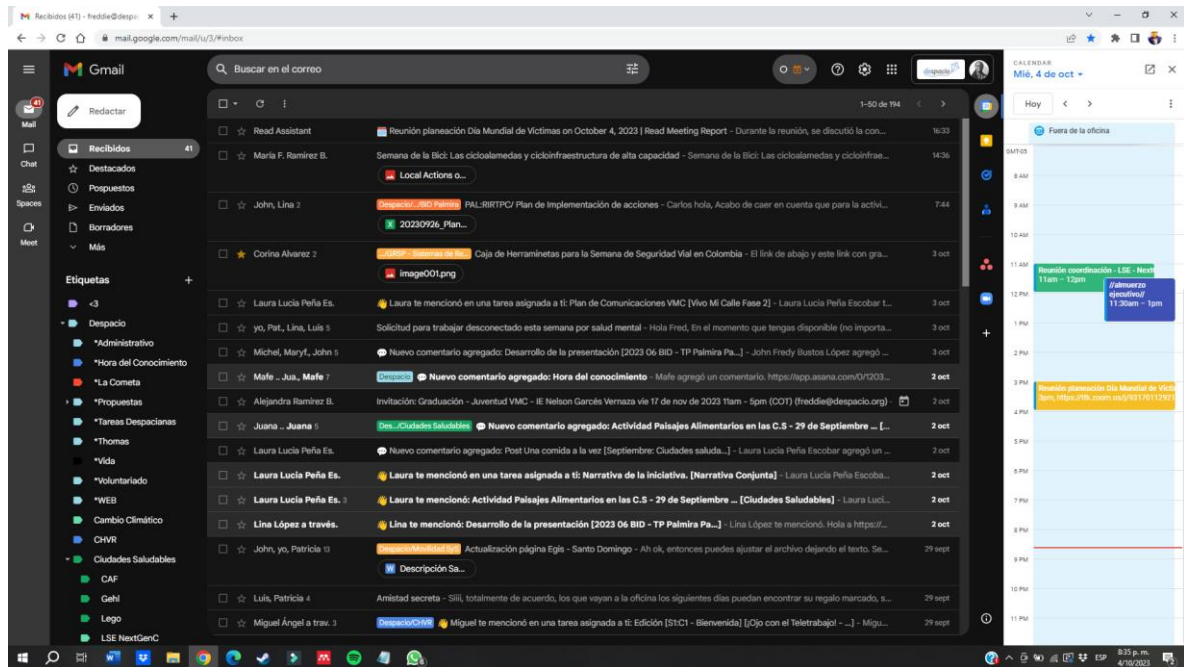 Recibidos (41) - freddie@despac
mail.google.com/mail/u/3/#inbox
Gmail
Buscar en el correo
despacio
41
Mail
Chat
Spaces
Meet
Redactar
Recibidos 41
Destacados
Pospuestos
Enviados
Borradores
Más
Etiquetas +
<3
Despacio
*Administrativo
*Hora del Conocimiento
*La Cometa
*Propuestas
*Tareas Despacianas
*Thomas
*Vida
*Voluntariado
*WEB
Cambio Climático
CHVR
Ciudades Saludables
CAF
Gehl
Lego
LSE NextGenC
1–50 de 194
Read Assistant Reunión planeación Día Mundial de Víctimas on October 4, 2023 | Read Meeting Report - Durante la reunión, se discutió la con... 16:33
María F. Ramirez B. Semana de la Bici: Las cicloalamedas y cicloinfraestructura de alta capacidad - Semana de la Bici: Las cicloalamedas y cicloinfrae... 14:36
Local Actions o...
John, Lina 2 Despacio/.../BID Palmira PAL:RIRTPC/ Plan de Implementación de acciones - Carlos hola, Acabo de caer en cuenta que para la activi... 7:44
20230926_Plan...
Corina Alvarez 2 .../GRSP - Sistemas de Re... Caja de Herraminetas para la Semana de Seguridad Vial en Colombia - El link de abajo y este link con gra... 3 oct
image001.png
Laura Lucía Peña Es. Laura te mencionó en una tarea asignada a ti: Plan de Comunicaciones VMC [Vivo Mi Calle Fase 2] - Laura Lucía Peña Escobar t... 3 oct
yo, Pat., Lina, Luis 5 Solicitud para trabajar desconectado esta semana por salud mental - Hola Fred, En el momento que tengas disponible (no importa... 3 oct
Michel, Maryf., John 5 Nuevo comentario agregado: Desarrollo de la presentación [2023 06 BID - TP Palmira Pa...] - John Fredy Bustos López agregó ... 3 oct
Mafe .. Jua., Mafe 7 Despacio Nuevo comentario agregado: Hora del conocimiento - Mafe agregó un comentario. https://app.asana.com/0/1203... 2 oct
Alejandra Ramírez B. Invitación: Graduación - Juventud VMC - IE Nelson Garcés Vernaza vie 17 de nov de 2023 11am - 5pm (COT) (freddie@despacio.org) - 2 oct
Juana .. Juana 5 Des.../Ciudades Saludables Nuevo comentario agregado: Actividad Paisajes Alimentarios en las C.S - 29 de Septiembre ... [... 2 oct
Laura Lucía Peña Es. Nuevo comentario agregado: Post Una comida a la vez [Septiembre: Ciudades saluda...] - Laura Lucía Peña Escobar agregó un ... 2 oct
Laura Lucía Peña Es. Laura te mencionó en una tarea asignada a ti: Narrativa de la iniciativa. [Narrativa Conjunta] - Laura Lucía Peña Escoba... 2 oct
Laura Lucía Peña Es. 3 Laura te mencionó: Actividad Paisajes Alimentarios en las C.S - 29 de Septiembre ... [Ciudades Saludables] - Laura Luci... 2 oct
Lina López a través. Lina te mencionó: Desarrollo de la presentación [2023 06 BID - TP Palmira Pa...] - Lina López te mencionó. Hola a https://... 2 oct
John, yo, Patricia 13 Despacio/Movilidad SyS Actualización página Egis - Santo Domingo - Ah ok, entonces puedes ajustar el archivo dejando el texto. Se... 29 sept
Descripción Sa...
Luis, Patricia 4 Amistad secreta - Siii, totalmente de acuerdo, los que vayan a la oficina los siguientes días puedan encontrar su regalo marcado, s... 29 sept
Miguel Ángel a trav. 3 Despacio/CHVR Miguel te mencionó en una tarea asignada a ti: Edición [S1:C1 - Bienvenida] [¡Ojo con el Teletrabajo! - ...] - Migu... 29 sept
CALENDAR
Mié, 4 de oct
Hoy
Fuera de la oficina
GMT-05
8 AM
9 AM
10 AM
11 AM
Reunión coordinación - LSE - Next
11am – 12pm
//almuerzo
ejecutivo//
11:30am – 1pm
12 PM
1 PM
2 PM
3 PM
Reunión planeación Día Mundial de Vícti
3pm, https://itk.zoom.us/j/93170112921
4 PM
5 PM
6 PM
7 PM
8 PM
9 PM
10 PM
11 PM
ESP
8:35 p. m.
4/10/2023